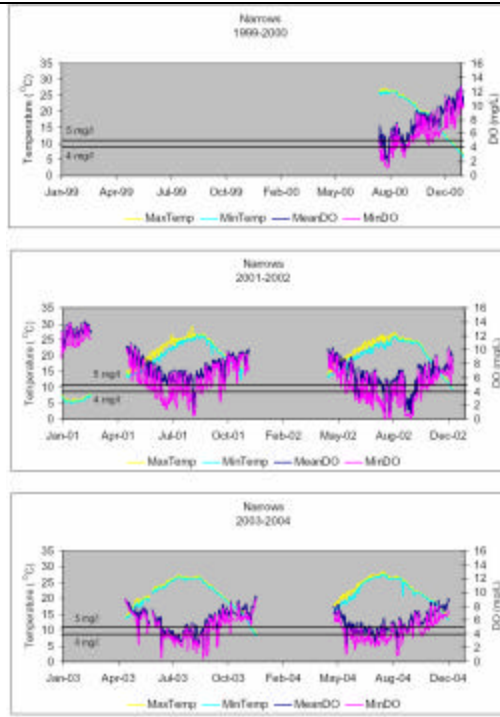 Narrows
1999-2000
Temperature (°C)
35
30
25
20
15
10
5
0
5 mg/l
4 mg/l
16
14
12
10
8
6
4
2
0
DO (mg/L)
Jan-99 Apr-99 Jul-99 Oct-99 Feb-00 May-00 Aug-00 Dec-00
MaxTemp MinTemp MeanDO MinDO
Narrows
2001-2002
Temperature (°C)
35
30
25
20
15
10
5
0
5 mg/l
4 mg/l
16
14
12
10
8
6
4
2
0
DO (mg/L)
Jan-01 Apr-01 Jul-01 Oct-01 Feb-02 May-02 Aug-02 Dec-02
MaxTemp MinTemp MeanDO MinDO
Narrows
2003-2004
Temperature (°C)
35
30
25
20
15
10
5
0
5 mg/l
4 mg/l
16
14
12
10
8
6
4
2
0
DO (mg/L)
Jan-03 Apr-03 Jul-03 Oct-03 Feb-04 May-04 Aug-04 Dec-04
MaxTemp MinTemp MeanDO MinDO